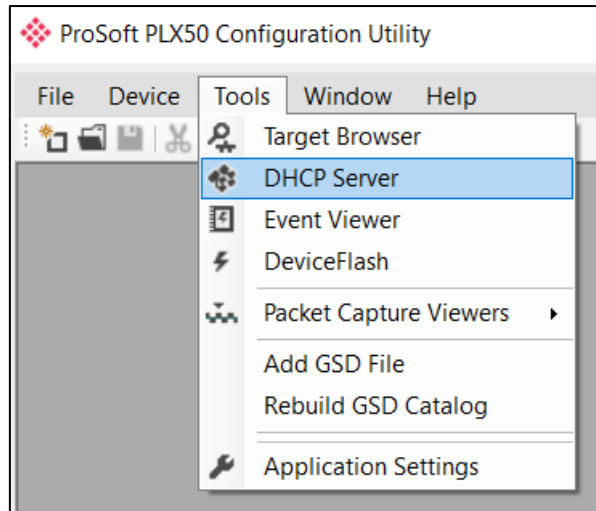 ProSoft PLX50 Configuration Utility
File Device Tools Window Help
Target Browser
DHCP Server
Event Viewer
DeviceFlash
Packet Capture Viewers
Add GSD File
Rebuild GSD Catalog
Application Settings